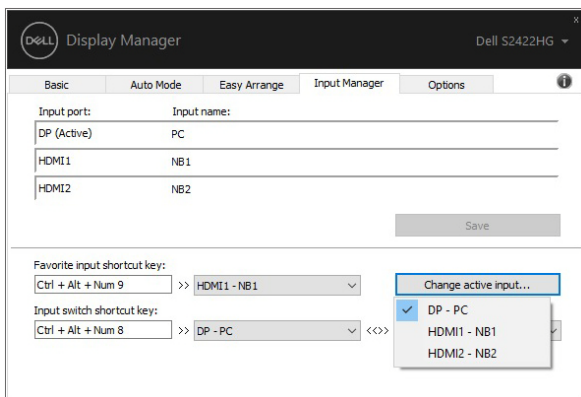 DELL Display Manager Dell S2422HG
x
Basic Auto Mode Easy Arrange Input Manager Options
Input port: Input name:
DP (Active) PC
HDMI1 NB1
HDMI2 NB2
Save
Favorite input shortcut key:
Ctrl + Alt + Num 9 >> HDMI1 - NB1 Change active input...
Input switch shortcut key:
Ctrl + Alt + Num 8 >> DP - PC <<>>
DP - PC
HDMI1 - NB1
HDMI2 - NB2